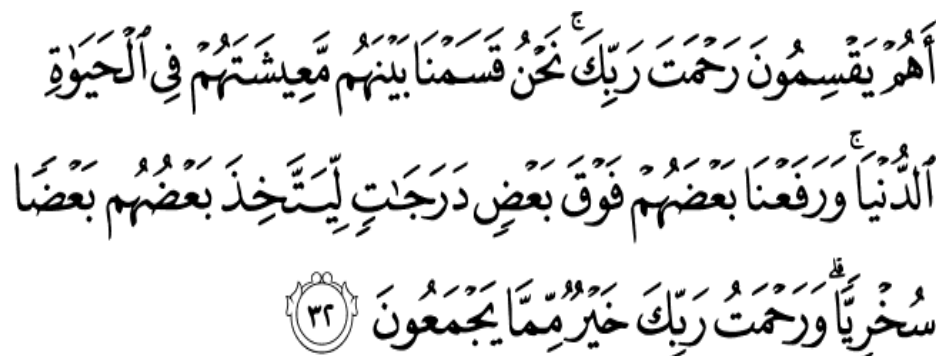 أَهُمْ يَقْسِمُونَ رَحْمَتَ رَبِّكَ ۚ نَحْنُ قَسَمْنَا بَيْنَهُم مَّعِيشَتَهُمْ فِي ٱلْحَيَوٰةِ
ٱلدُّنْيَا ۚ وَرَفَعْنَا بَعْضَهُمْ فَوْقَ بَعْضٍ دَرَجَٰتٍ لِّيَتَّخِذَ بَعْضُهُم بَعْضًا
سُخْرِيًّا ۗ وَرَحْمَتُ رَبِّكَ خَيْرٌ مِّمَّا يَجْمَعُونَ ٣٢